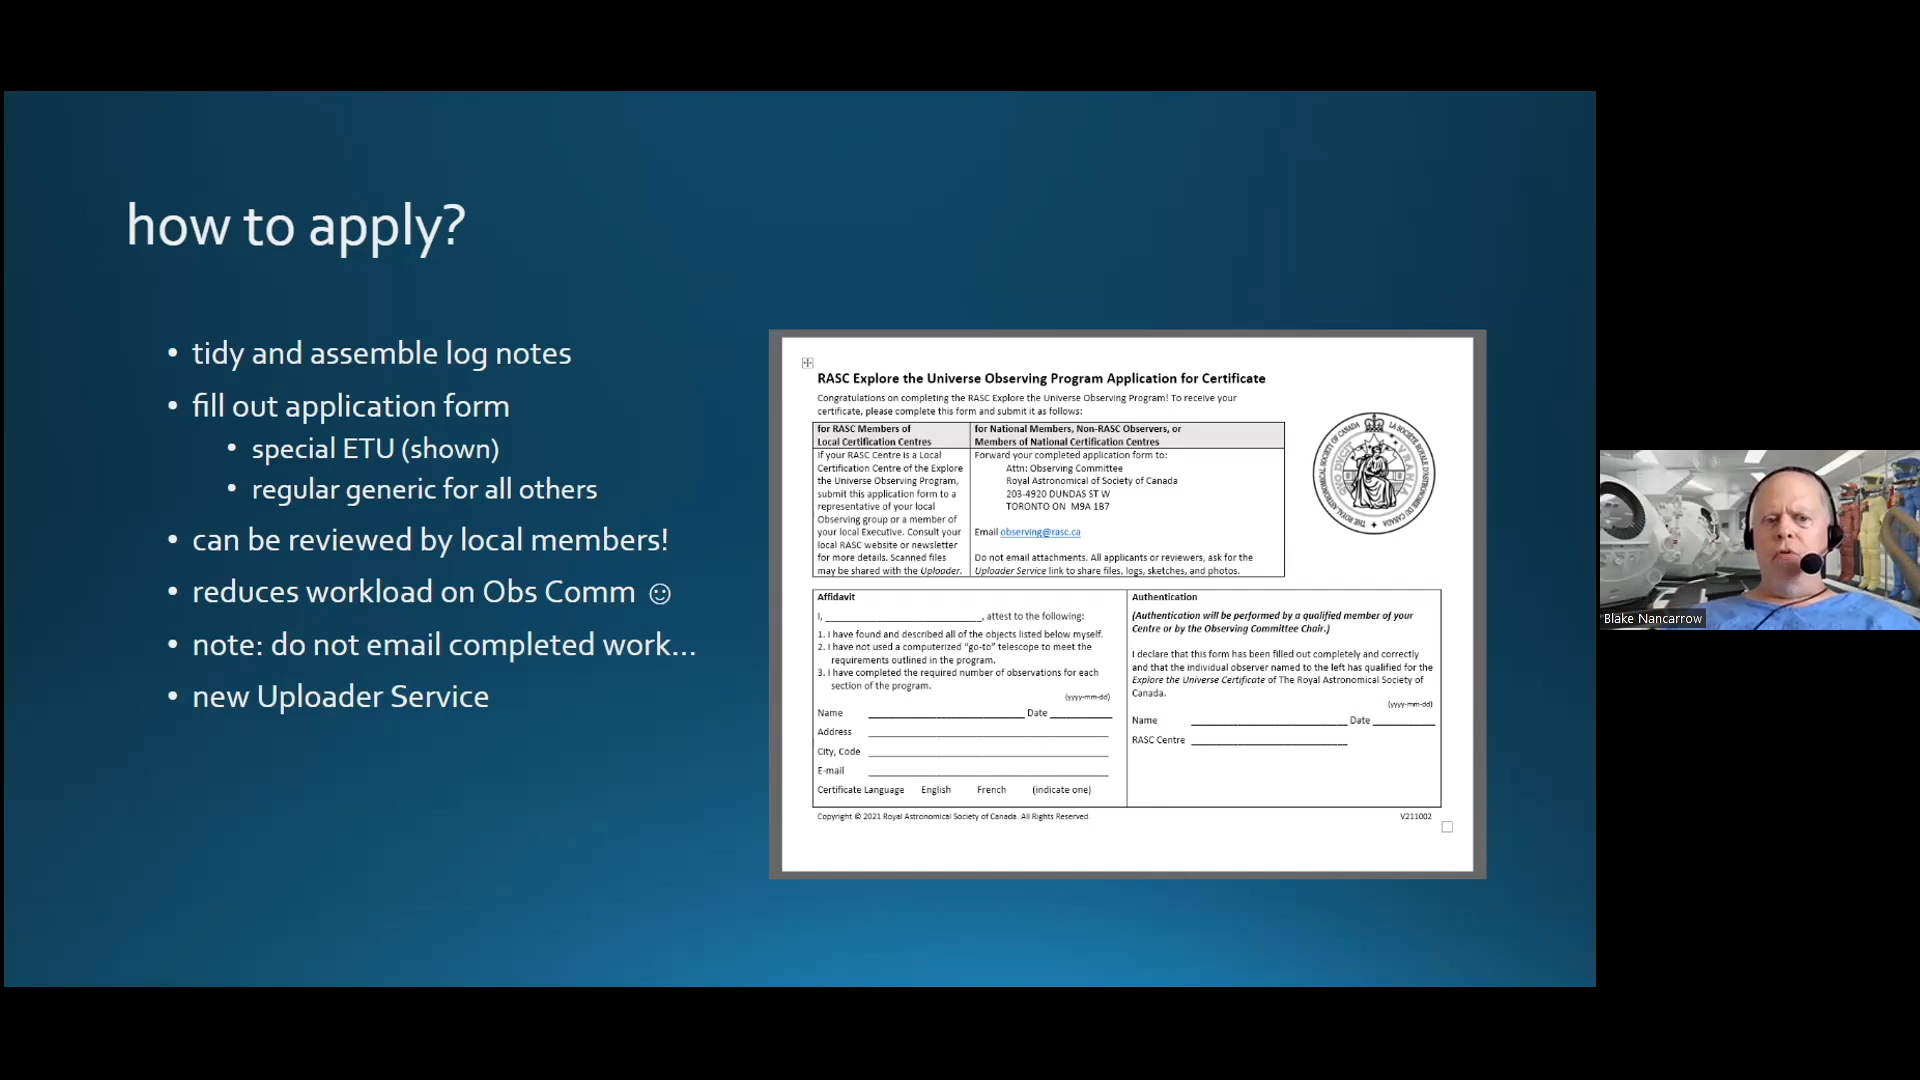 how to apply?
• tidy and assemble log notes
• fill out application form
• special ETU (shown)
• regular generic for all others
• can be reviewed by local members!
• reduces workload on Obs Comm ☺
• note: do not email completed work...
• new Uploader Service
RASC Explore the Universe Observing Program Application for Certificate
Congratulations on completing the RASC Explore the Universe Observing Program! To receive your
certificate, please complete this form and submit it as follows:
for RASC Members of
Local Certification Centres
If your RASC Centre is a Local
Certification Centre of the Explore
the Universe Observing Program,
submit this application form to a
representative of your local
Observing group or a member of
your local Executive. Consult your
local RASC website or newsletter
for more details. Scanned files
may be shared with the Uploader.
for National Members, Non-RASC Observers, or
Members of National Certification Centres
Forward your completed application form to:
Attn: Observing Committee
Royal Astronomical of Society of Canada
203-4920 DUNDAS ST W
TORONTO ON M9A 1B7
Email observing@rasc.ca
Do not email attachments. All applicants or reviewers, ask for the
Uploader Service link to share files, logs, sketches, and photos.
Affidavit
I, ____________________, attest to the following:
1. I have found and described all of the objects listed below myself.
2. I have not used a computerized "go-to" telescope to meet the
requirements outlined in the program.
3. I have completed the required number of observations for each
section of the program.
(yyyy-mm-dd)
Name ____________________ Date __________
Address ____________________
City, Code ____________________
E-mail ____________________
Certificate Language English French (indicate one)
Authentication
(Authentication will be performed by a qualified member of your
Centre or by the Observing Committee Chair.)
I declare that this form has been filled out completely and correctly
and that the individual observer named to the left has qualified for the
Explore the Universe Certificate of The Royal Astronomical Society of
Canada.
(yyyy-mm-dd)
Name ____________________ Date __________
RASC Centre ____________________
Copyright © 2021 Royal Astronomical Society of Canada. All Rights Reserved
V211002
Blake Nancarrow